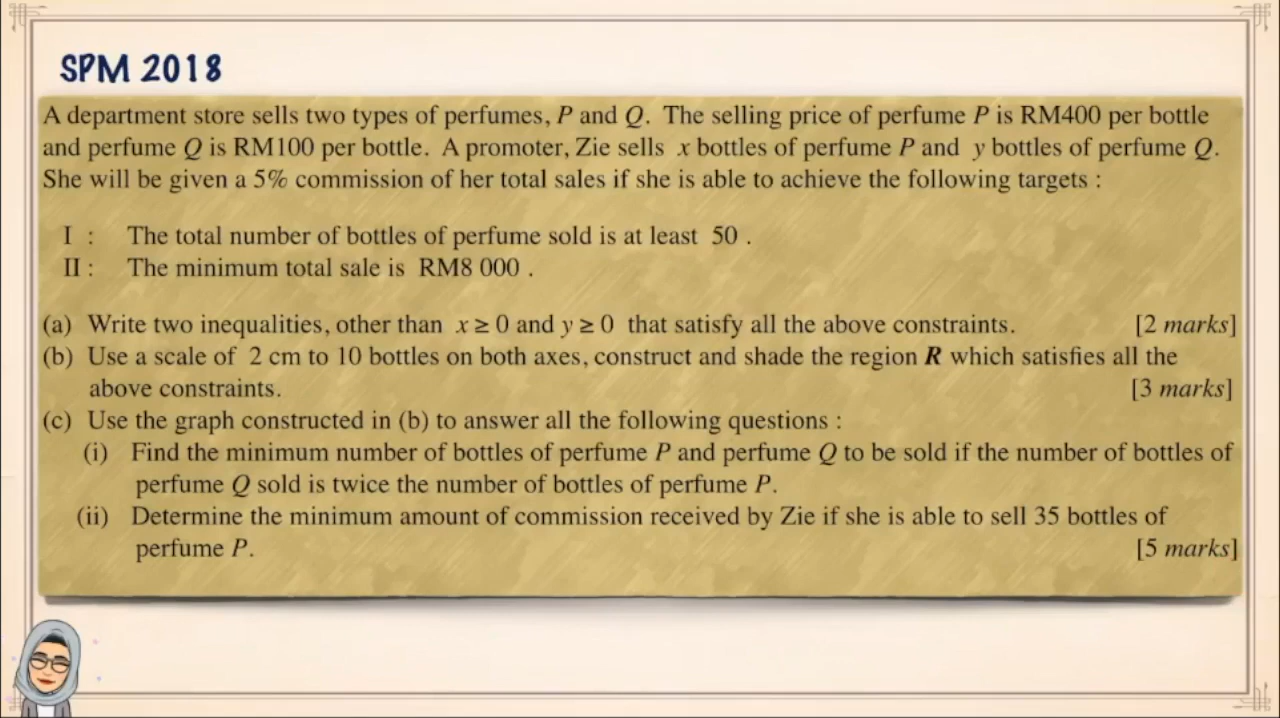 SPM 2018
A department store sells two types of perfumes, P and Q. The selling price of perfume P is RM400 per bottle
and perfume Q is RM100 per bottle. A promoter, Zie sells x bottles of perfume P and y bottles of perfume Q.
She will be given a 5% commission of her total sales if she is able to achieve the following targets :
I : The total number of bottles of perfume sold is at least 50 .
II : The minimum total sale is RM8 000 .
(a) Write two inequalities, other than x ≥ 0 and y ≥ 0 that satisfy all the above constraints. [2 marks]
(b) Use a scale of 2 cm to 10 bottles on both axes, construct and shade the region R which satisfies all the
above constraints. [3 marks]
(c) Use the graph constructed in (b) to answer all the following questions :
(i) Find the minimum number of bottles of perfume P and perfume Q to be sold if the number of bottles of
perfume Q sold is twice the number of bottles of perfume P.
(ii) Determine the minimum amount of commission received by Zie if she is able to sell 35 bottles of
perfume P. [5 marks]